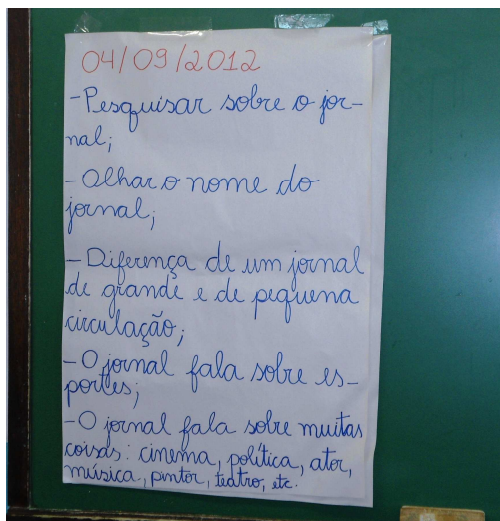 04/09/2012
-Pesquisar sobre o jor-
nal;
- Olhar o nome do
jornal;
- Diferença de um jornal
de grande e de pequena
circulação;
- O jornal fala sobre es-
portes;
- O jornal fala sobre muitas
coisas: cinema, política, ator,
música, pintor, teatro, etc.